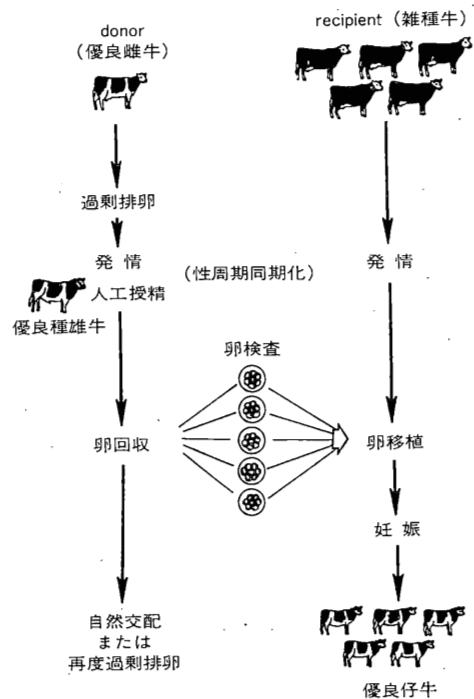 donor
（優良雌牛）
recipient（雑種牛）
過剰排卵
発情
（性周期同期化）
発情
人工授精
優良種雄牛
卵検査
卵回収
卵移植
妊娠
自然交配
または
再度過剰排卵
優良仔牛